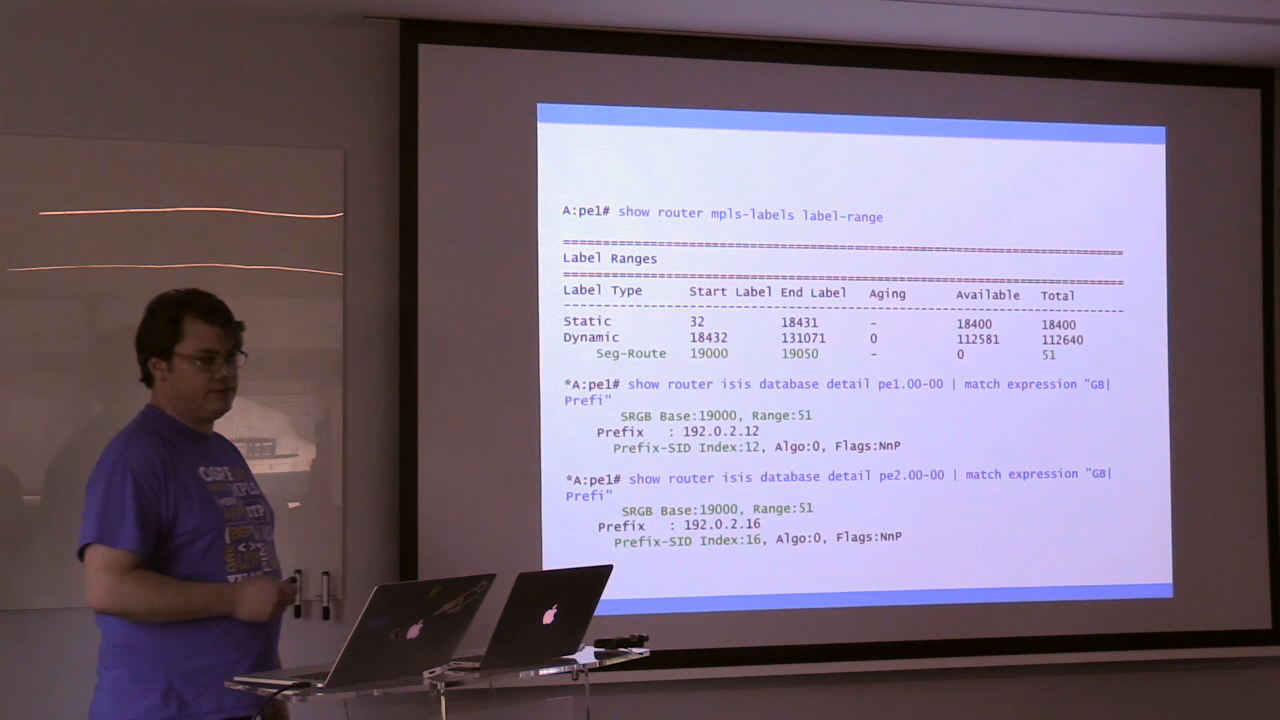 A:pe1# show router mpls-labels label-range
======================================================================
Label Ranges
======================================================================
Label Type Start Label End Label Aging Available Total
----------------------------------------------------------------------
Static 32 18431 - 18400 18400
Dynamic 18432 131071 0 112581 112640
Seg-Route 19000 19050 - 0 51
*A:pe1# show router isis database detail pe1.00-00 | match expression "GB|
Prefi"
SRGB Base:19000, Range:51
Prefix : 192.0.2.12
Prefix-SID Index:12, Algo:0, Flags:NnP
*A:pe1# show router isis database detail pe2.00-00 | match expression "GB|
Prefi"
SRGB Base:19000, Range:51
Prefix : 192.0.2.16
Prefix-SID Index:16, Algo:0, Flags:NnP
OSPF
MPLS